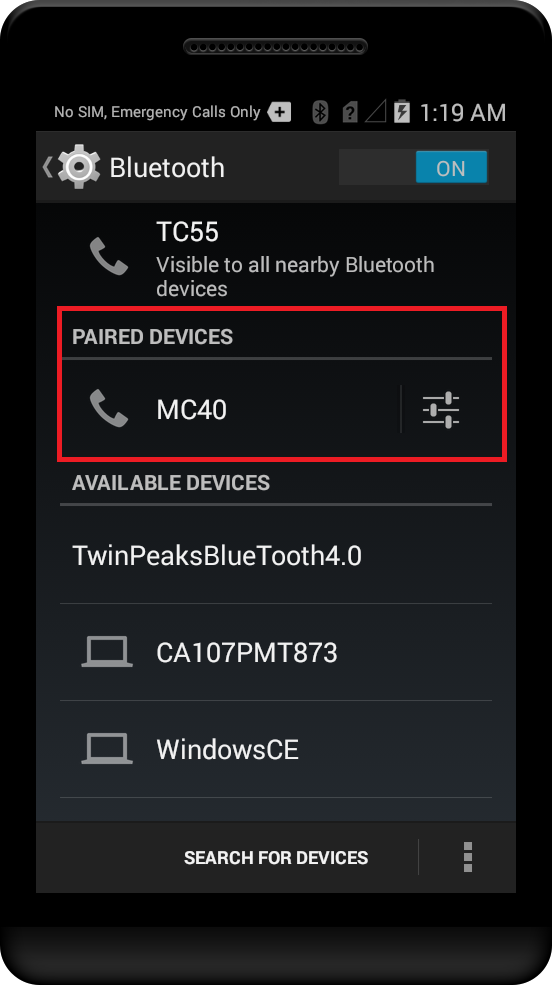 No SIM, Emergency Calls Only
1:19 AM
Bluetooth
ON
TC55
Visible to all nearby Bluetooth
devices
PAIRED DEVICES
MC40
AVAILABLE DEVICES
TwinPeaksBlueTooth4.0
CA107PMT873
WindowsCE
SEARCH FOR DEVICES